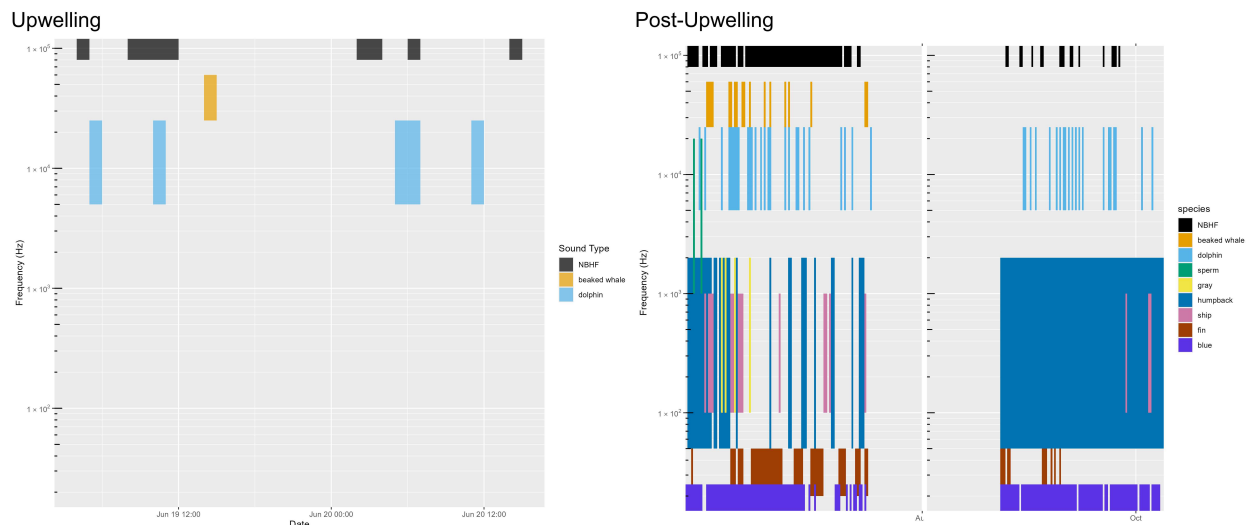 Upwelling
Post-Upwelling
1 × 10⁵
1 × 10⁴
1 × 10³
1 × 10²
Frequency (Hz)
Jun 19 12:00
Jun 20 00:00
Jun 20 12:00
Date
Sound Type
NBHF
beaked whale
dolphin
1 × 10⁵
1 × 10⁴
1 × 10³
1 × 10²
Frequency (Hz)
Oct
species
NBHF
beaked whale
dolphin
sperm
gray
humpback
ship
fin
blue